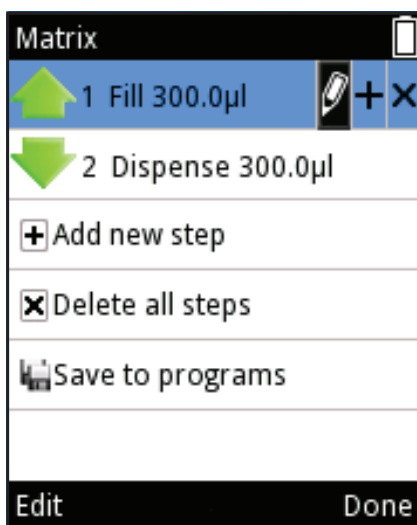 Matrix
1 Fill 300.0µl
2 Dispense 300.0µl
Add new step
Delete all steps
Save to programs
Edit Done